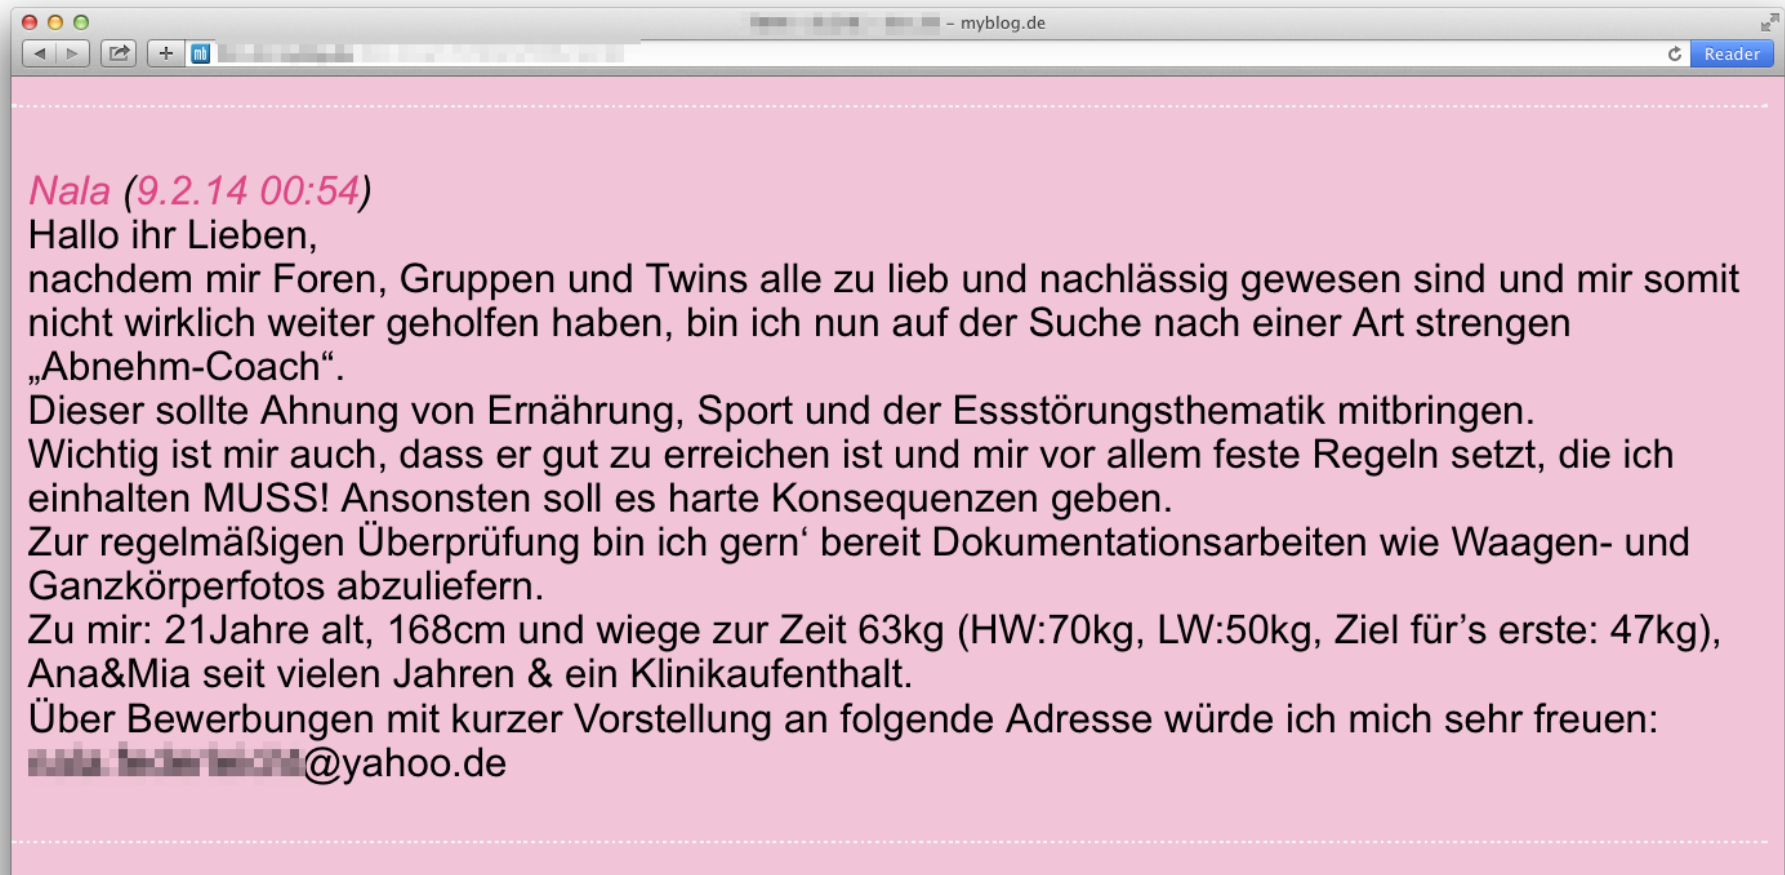 – myblog.de
Reader
Nala (9.2.14 00:54)
Hallo ihr Lieben,
nachdem mir Foren, Gruppen und Twins alle zu lieb und nachlässig gewesen sind und mir somit
nicht wirklich weiter geholfen haben, bin ich nun auf der Suche nach einer Art strengen
„Abnehm-Coach“.
Dieser sollte Ahnung von Ernährung, Sport und der Essstörungsthematik mitbringen.
Wichtig ist mir auch, dass er gut zu erreichen ist und mir vor allem feste Regeln setzt, die ich
einhalten MUSS! Ansonsten soll es harte Konsequenzen geben.
Zur regelmäßigen Überprüfung bin ich gern‘ bereit Dokumentationsarbeiten wie Waagen- und
Ganzkörperfotos abzuliefern.
Zu mir: 21Jahre alt, 168cm und wiege zur Zeit 63kg (HW:70kg, LW:50kg, Ziel für’s erste: 47kg),
Ana&Mia seit vielen Jahren & ein Klinikaufenthalt.
Über Bewerbungen mit kurzer Vorstellung an folgende Adresse würde ich mich sehr freuen:
@yahoo.de